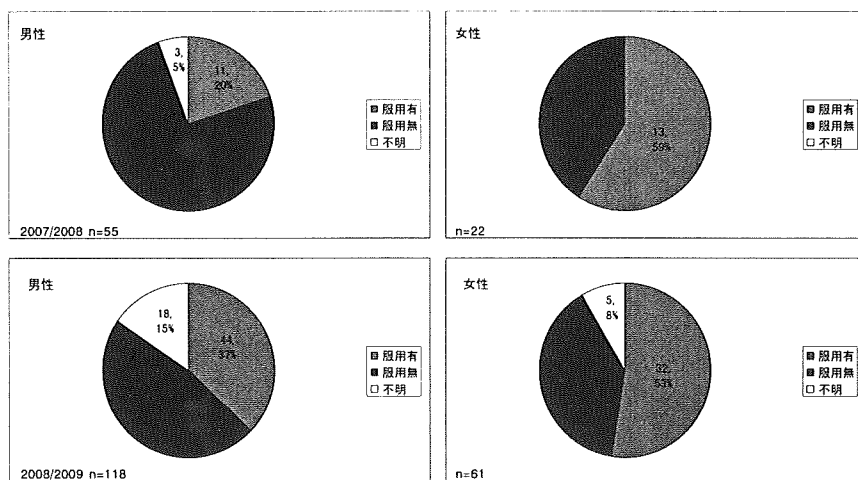 男性
3,
5%
11,
20%
服用有
服用無
不明
2007/2008 n=55
女性
13,
59%
服用有
服用無
不明
n=22
男性
18,
15%
44,
37%
服用有
服用無
不明
2008/2009 n=118
女性
5,
8%
32,
53%
服用有
服用無
不明
n=61